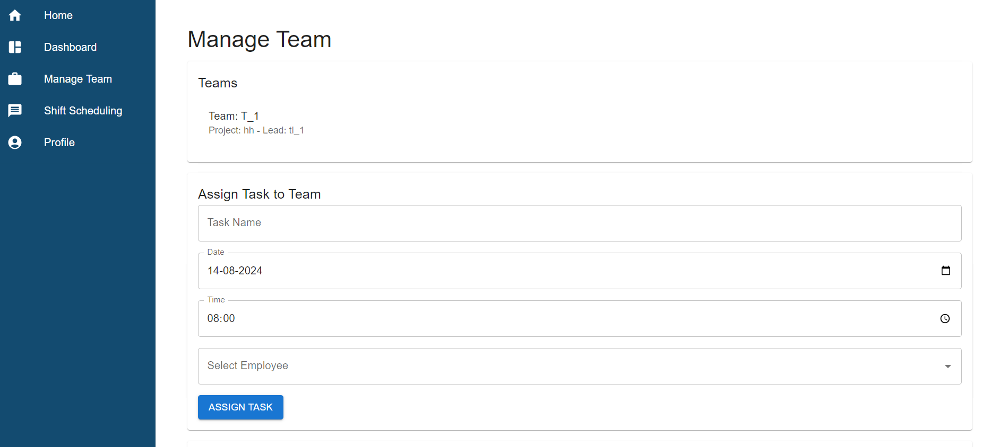 Home
Dashboard
Manage Team
Shift Scheduling
Profile
Manage Team
Teams
Team: T_1
Project: hh - Lead: tl_1
Assign Task to Team
Task Name
Date
14-08-2024
Time
08:00
Select Employee
ASSIGN TASK